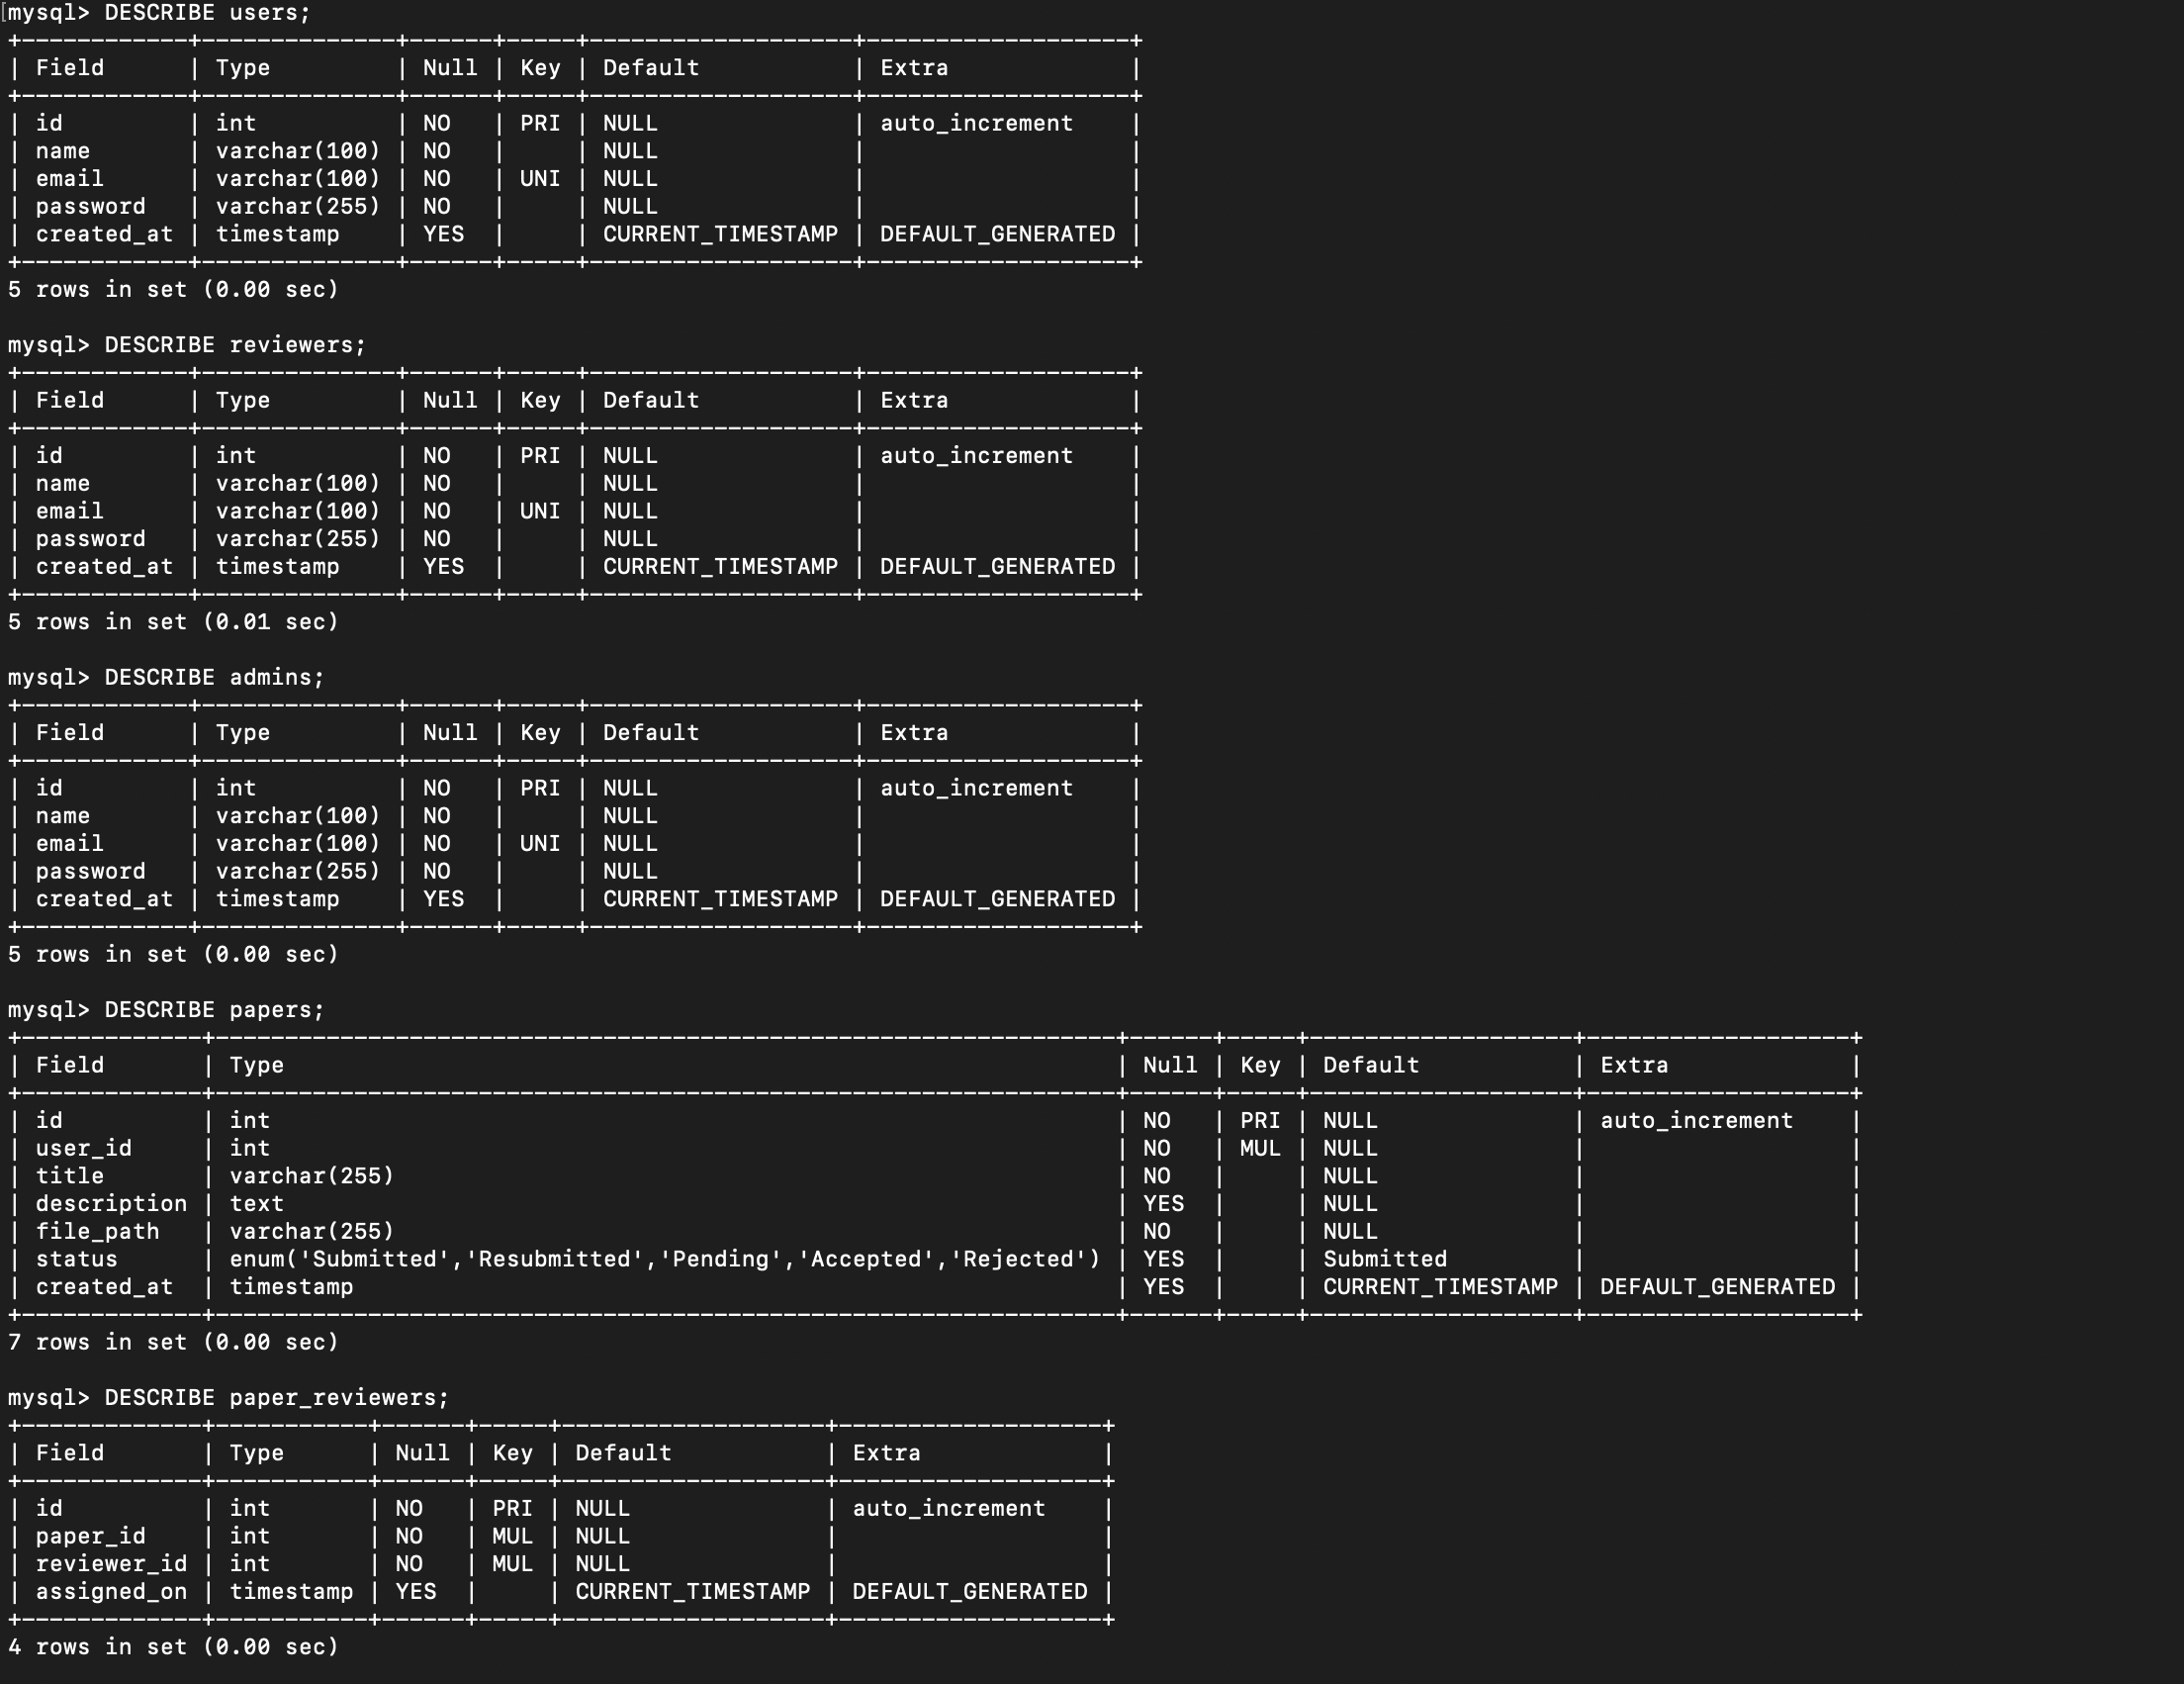 mysql> DESCRIBE users;
+------------+--------------+------+-----+-------------------+-------------------+
| Field      | Type         | Null | Key | Default           | Extra             |
+------------+--------------+------+-----+-------------------+-------------------+
| id         | int          | NO   | PRI | NULL              | auto_increment    |
| name       | varchar(100) | NO   |     | NULL              |                   |
| email      | varchar(100) | NO   | UNI | NULL              |                   |
| password   | varchar(255) | NO   |     | NULL              |                   |
| created_at | timestamp    | YES  |     | CURRENT_TIMESTAMP | DEFAULT_GENERATED |
+------------+--------------+------+-----+-------------------+-------------------+
5 rows in set (0.00 sec)

mysql> DESCRIBE reviewers;
+------------+--------------+------+-----+-------------------+-------------------+
| Field      | Type         | Null | Key | Default           | Extra             |
+------------+--------------+------+-----+-------------------+-------------------+
| id         | int          | NO   | PRI | NULL              | auto_increment    |
| name       | varchar(100) | NO   |     | NULL              |                   |
| email      | varchar(100) | NO   | UNI | NULL              |                   |
| password   | varchar(255) | NO   |     | NULL              |                   |
| created_at | timestamp    | YES  |     | CURRENT_TIMESTAMP | DEFAULT_GENERATED |
+------------+--------------+------+-----+-------------------+-------------------+
5 rows in set (0.01 sec)

mysql> DESCRIBE admins;
+------------+--------------+------+-----+-------------------+-------------------+
| Field      | Type         | Null | Key | Default           | Extra             |
+------------+--------------+------+-----+-------------------+-------------------+
| id         | int          | NO   | PRI | NULL              | auto_increment    |
| name       | varchar(100) | NO   |     | NULL              |                   |
| email      | varchar(100) | NO   | UNI | NULL              |                   |
| password   | varchar(255) | NO   |     | NULL              |                   |
| created_at | timestamp    | YES  |     | CURRENT_TIMESTAMP | DEFAULT_GENERATED |
+------------+--------------+------+-----+-------------------+-------------------+
5 rows in set (0.00 sec)

mysql> DESCRIBE papers;
+-------------+-----------------------------------------------------------------+------+-----+-------------------+-------------------+
| Field       | Type                                                            | Null | Key | Default           | Extra             |
+-------------+-----------------------------------------------------------------+------+-----+-------------------+-------------------+
| id          | int                                                             | NO   | PRI | NULL              | auto_increment    |
| user_id     | int                                                             | NO   | MUL | NULL              |                   |
| title       | varchar(255)                                                    | NO   |     | NULL              |                   |
| description | text                                                            | YES  |     | NULL              |                   |
| file_path   | varchar(255)                                                    | NO   |     | NULL              |                   |
| status      | enum('Submitted','Resubmitted','Pending','Accepted','Rejected') | YES  |     | Submitted         |                   |
| created_at  | timestamp                                                       | YES  |     | CURRENT_TIMESTAMP | DEFAULT_GENERATED |
+-------------+-----------------------------------------------------------------+------+-----+-------------------+-------------------+
7 rows in set (0.00 sec)

mysql> DESCRIBE paper_reviewers;
+-------------+-----------+------+-----+-------------------+-------------------+
| Field       | Type      | Null | Key | Default           | Extra             |
+-------------+-----------+------+-----+-------------------+-------------------+
| id          | int       | NO   | PRI | NULL              | auto_increment    |
| paper_id    | int       | NO   | MUL | NULL              |                   |
| reviewer_id | int       | NO   | MUL | NULL              |                   |
| assigned_on | timestamp | YES  |     | CURRENT_TIMESTAMP | DEFAULT_GENERATED |
+-------------+-----------+------+-----+-------------------+-------------------+
4 rows in set (0.00 sec)